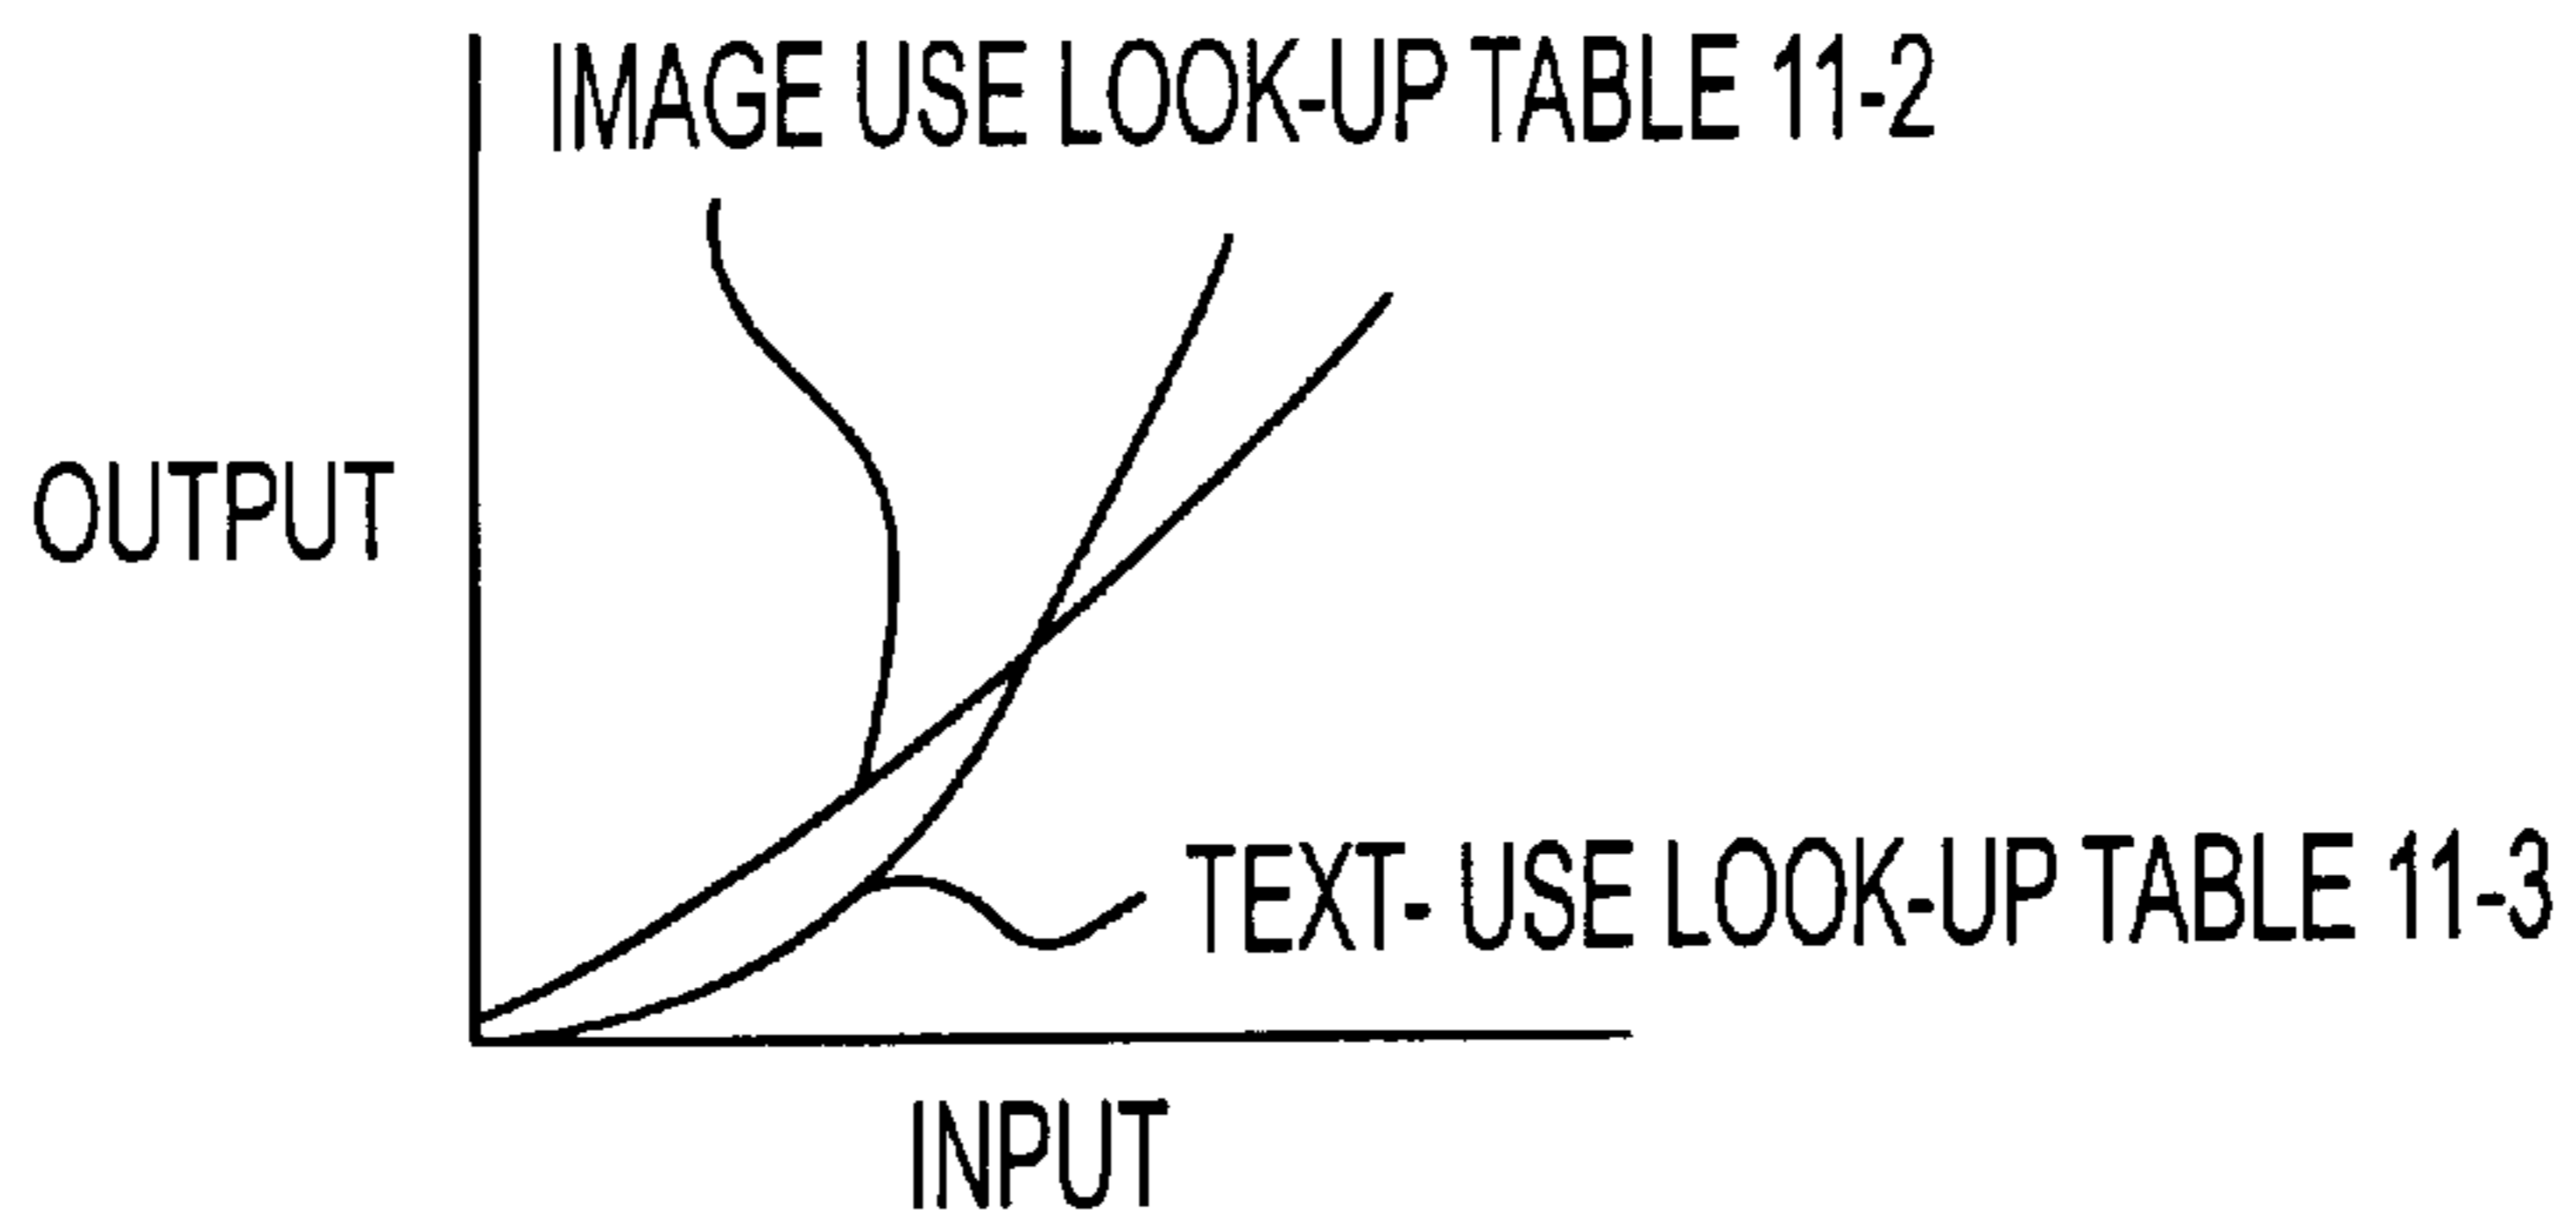 IMAGE USE LOOK-UP TABLE 11-2
OUTPUT
TEXT- USE LOOK-UP TABLE 11-3
INPUT